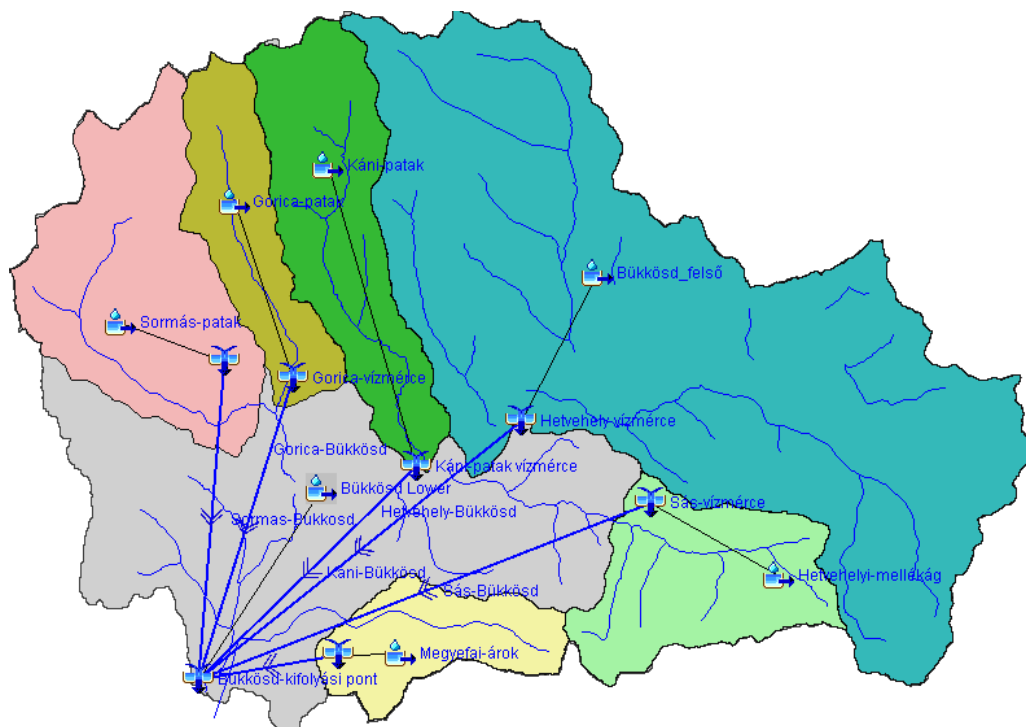 Káni-patak
Gorica-patak
Bükkösd_felső
Sormás-patak
Gorica-vízmérce
Hetvehely-vízmérce
Gorica-Bükkösd
Káni-patak vízmérce
Bükkösd Lower
Sás-vízmérce
Hetvehely-Bükkösd
Sormas-Bukkosd
Káni-Bükkösd
Hetvehelyi-mellékág
Sás-Bükkösd
Megyefai-árok
Bükkösd-kifolyási pont